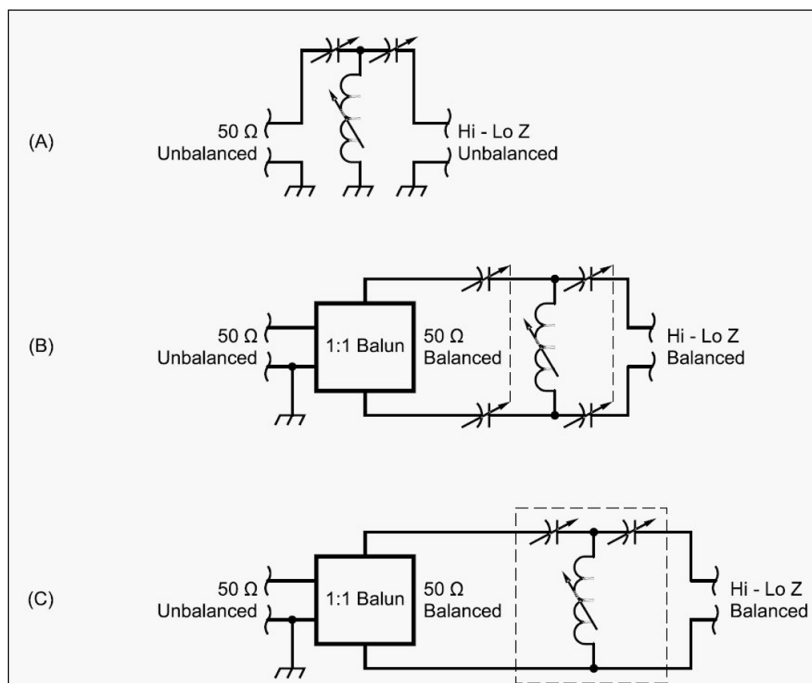 (A)
50 Ω
Unbalanced
Hi - Lo Z
Unbalanced
(B)
50 Ω
Unbalanced
1:1 Balun
50 Ω
Balanced
Hi - Lo Z
Balanced
(C)
50 Ω
Unbalanced
1:1 Balun
50 Ω
Balanced
Hi - Lo Z
Balanced